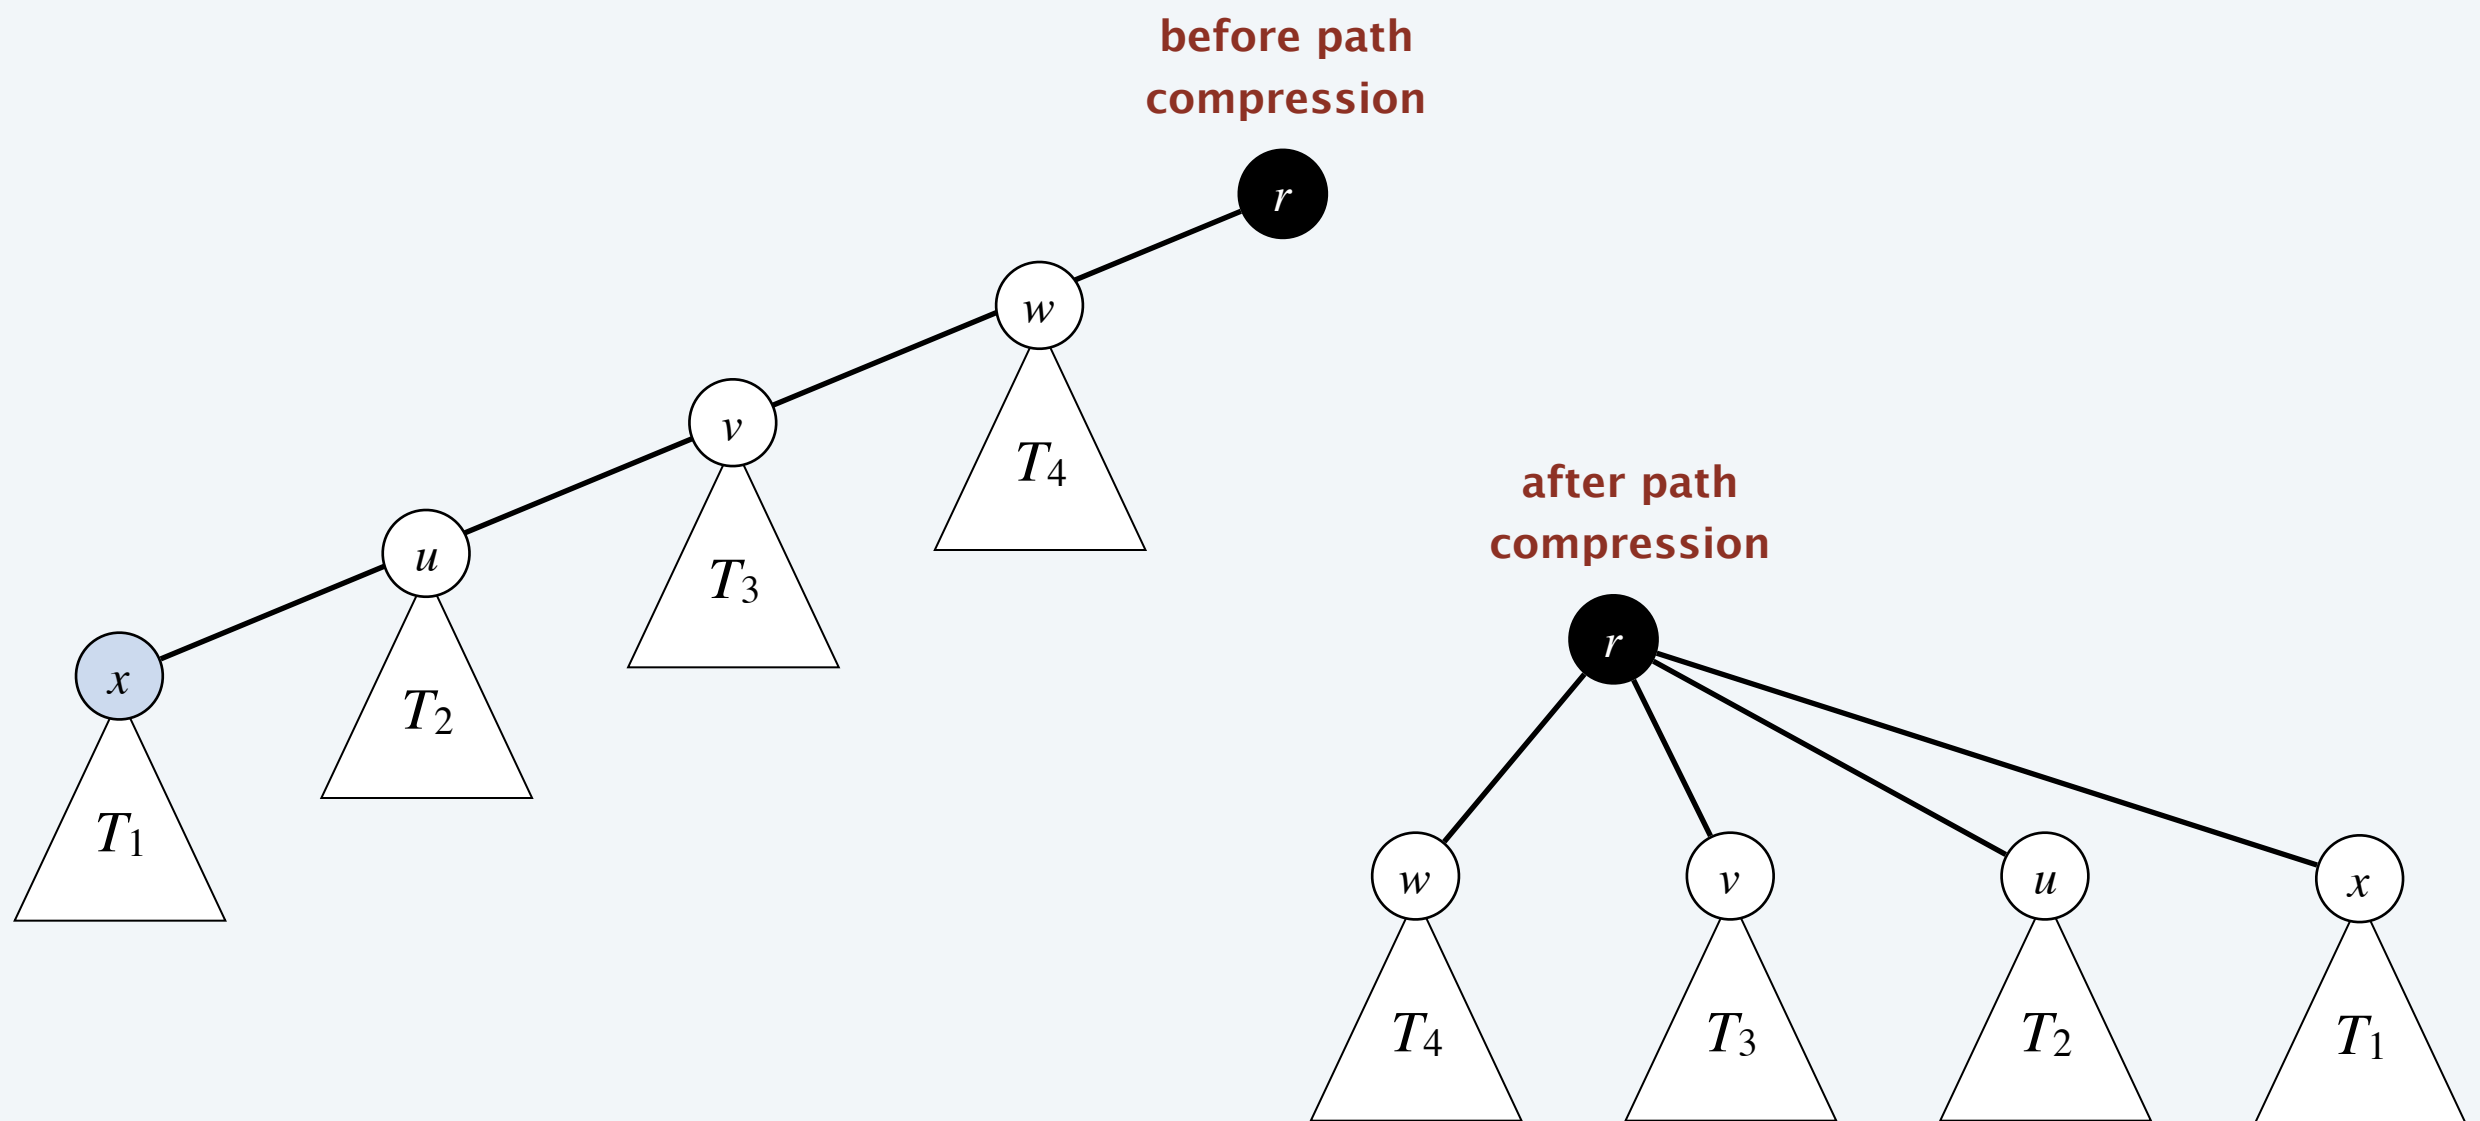 before path
compression
r
w
T4
v
T3
u
T2
x
T1
after path
compression
r
w
v
u
x
T4
T3
T2
T1